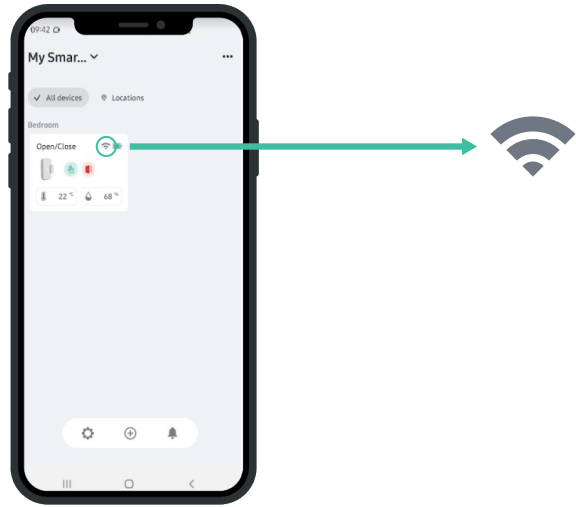 09:42
My Smar...
All devices
Locations
Bedroom
Open/Close
22 °C
68 %